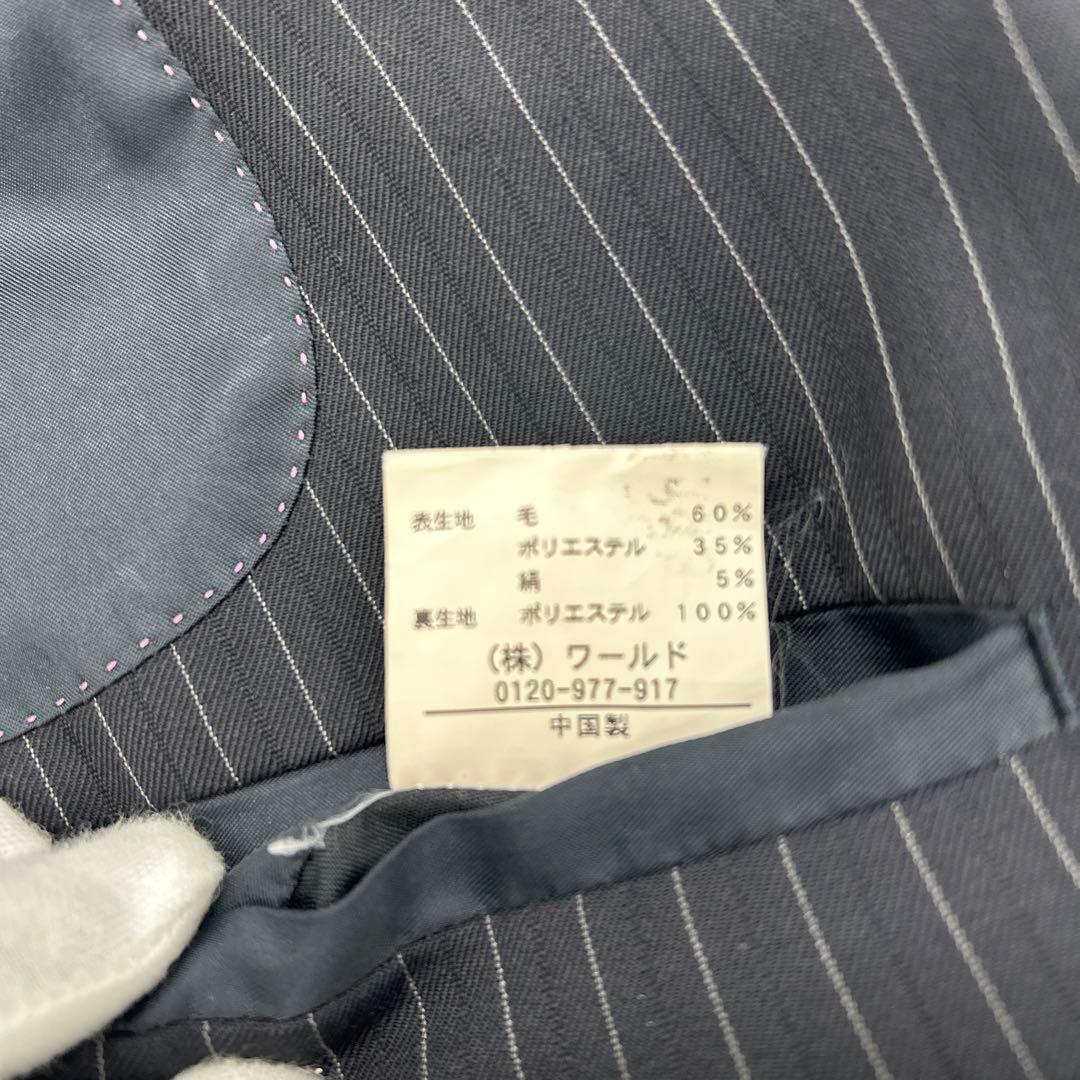 表生地 毛 60%
ポリエステル 35%
絹 5%
裏生地 ポリエステル 100%
(株) ワールド
0120-977-917
中国製